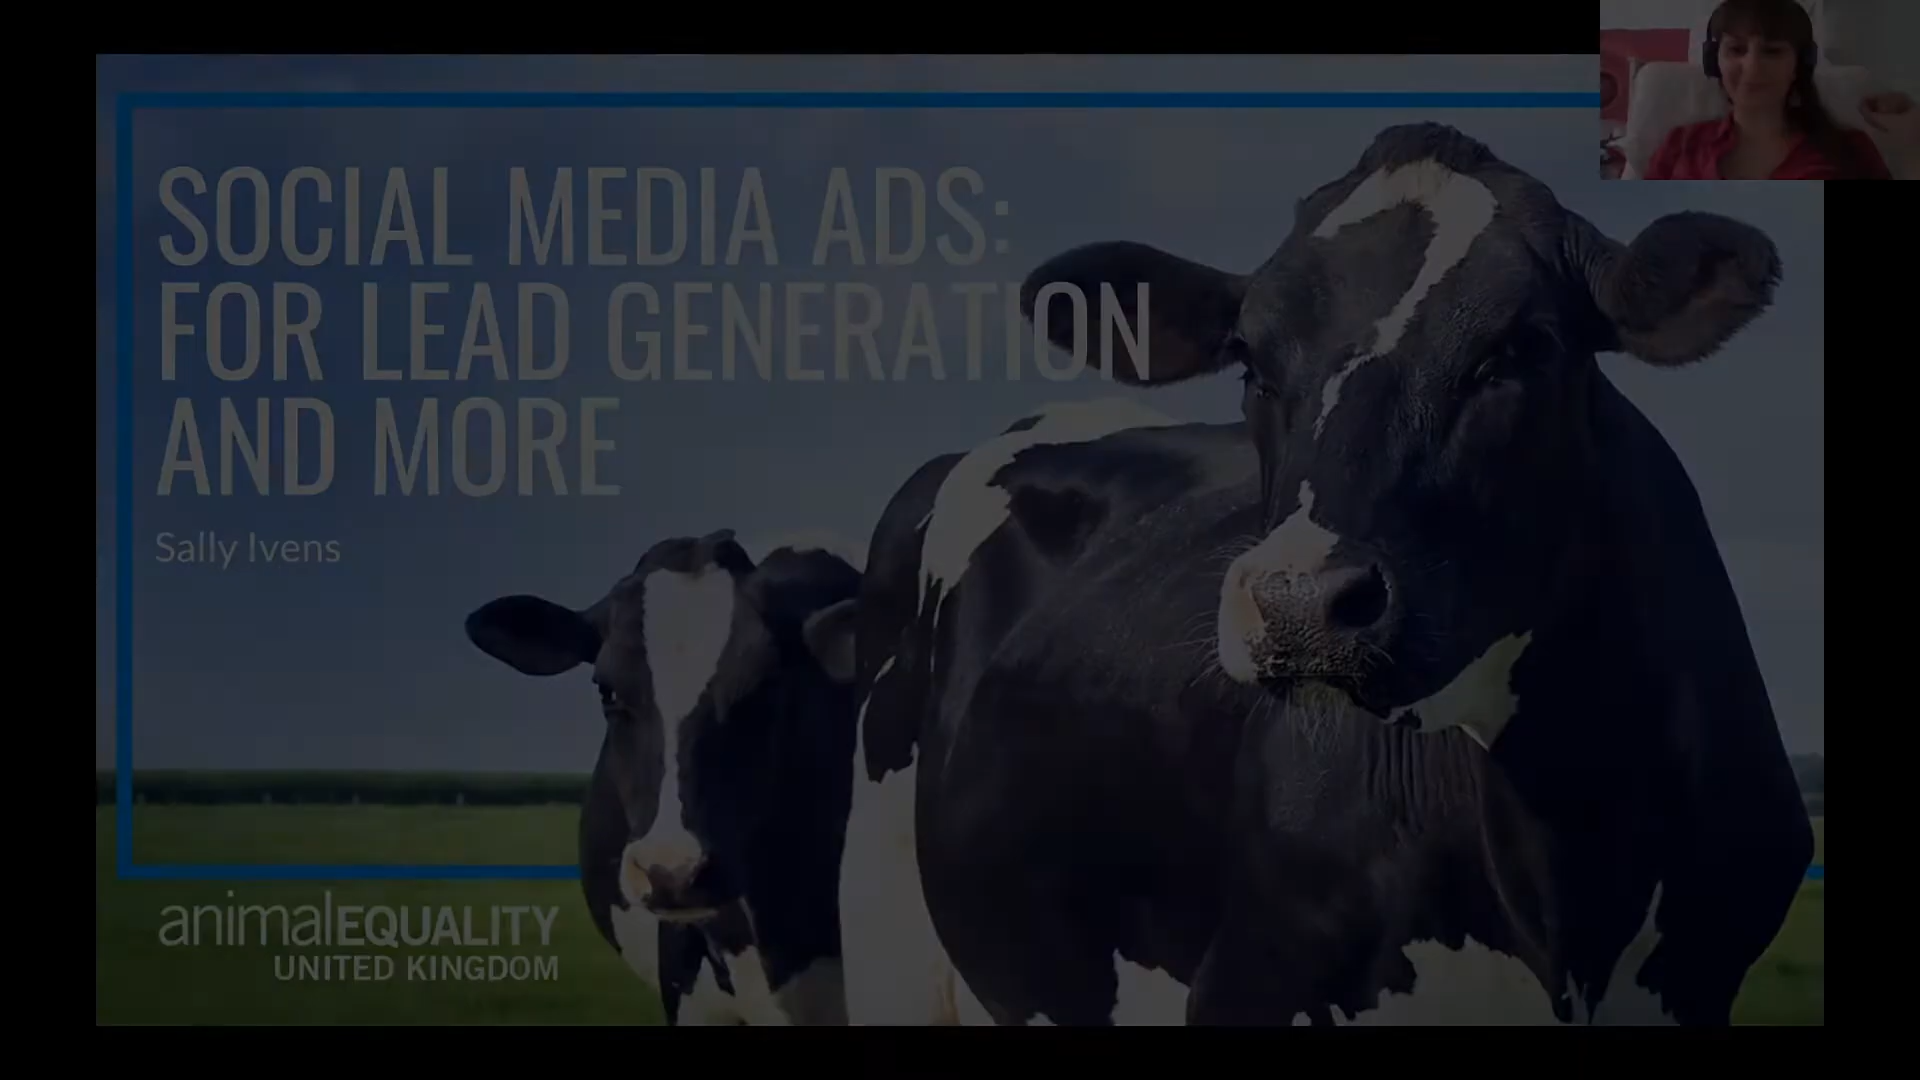 SOCIAL MEDIA ADS:
FOR LEAD GENERATION
AND MORE
Sally Ivens
animalEQUALITY
UNITED KINGDOM